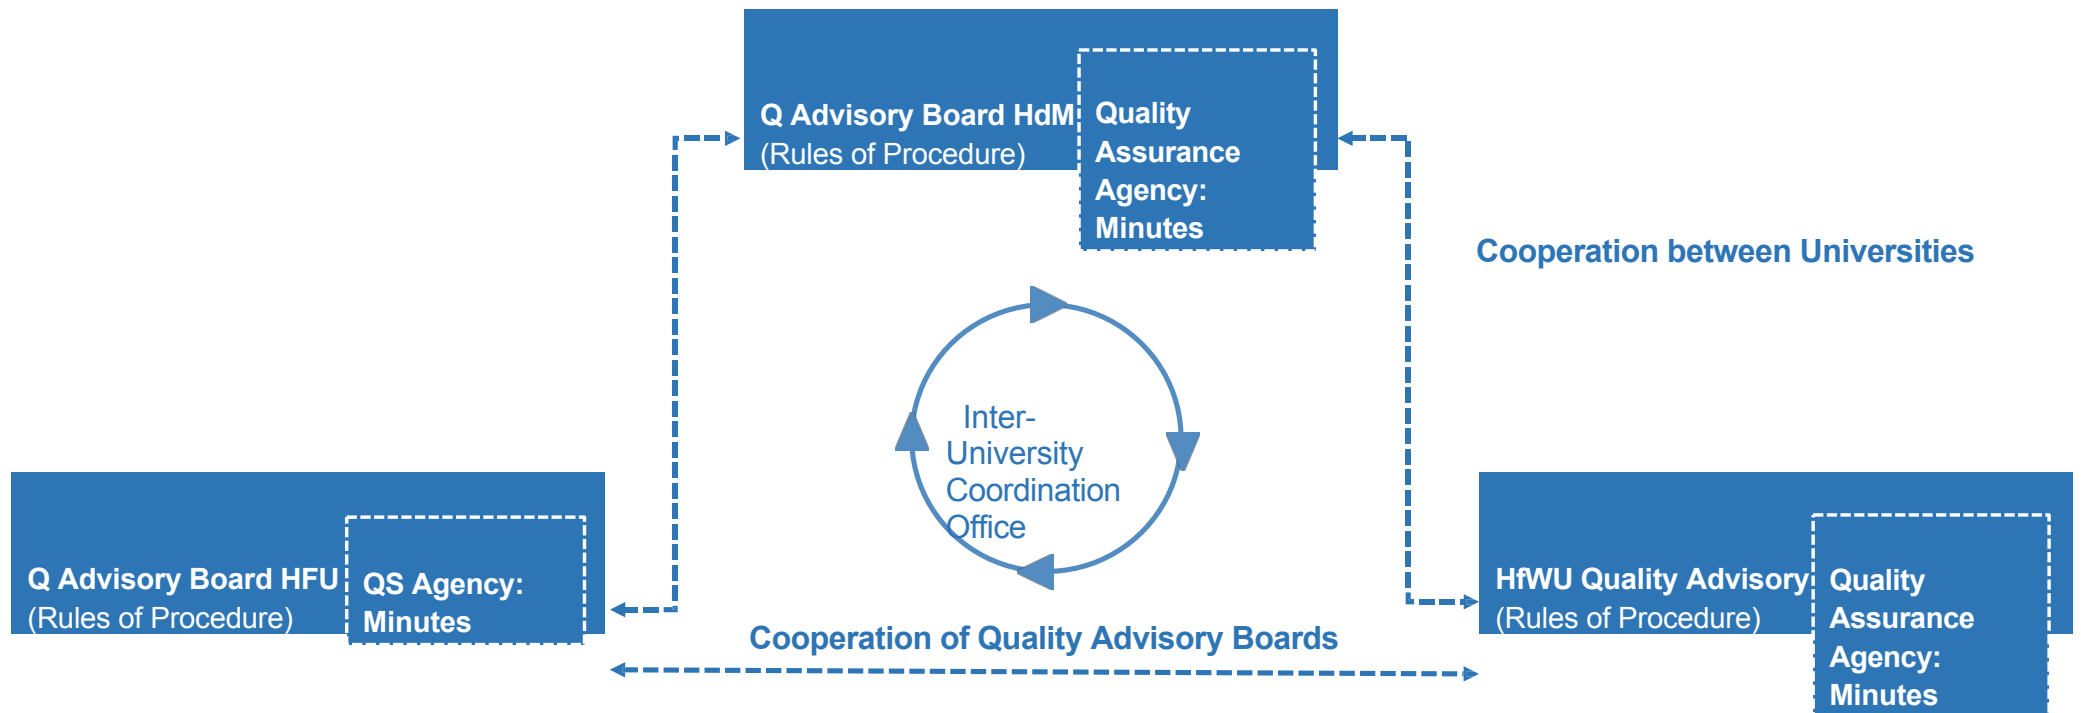 Q Advisory Board HdM
(Rules of Procedure)
Quality
Assurance
Agency:
Minutes
Cooperation between Universities
Inter-
University
Coordination
Office
Q Advisory Board HFU
(Rules of Procedure)
QS Agency:
Minutes
Cooperation of Quality Advisory Boards
HfWU Quality Advisory
(Rules of Procedure)
Quality
Assurance
Agency:
Minutes